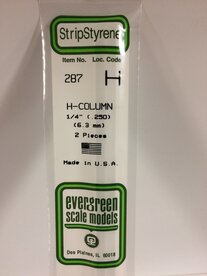 StripStyrene
Item No. Loc. Code
287 H
H-COLUMN
1/4" (.250)
(6.3 mm)
2 Pieces
Made in U.S.A.
evergreen
scale models
Des Plaines, IL 60018